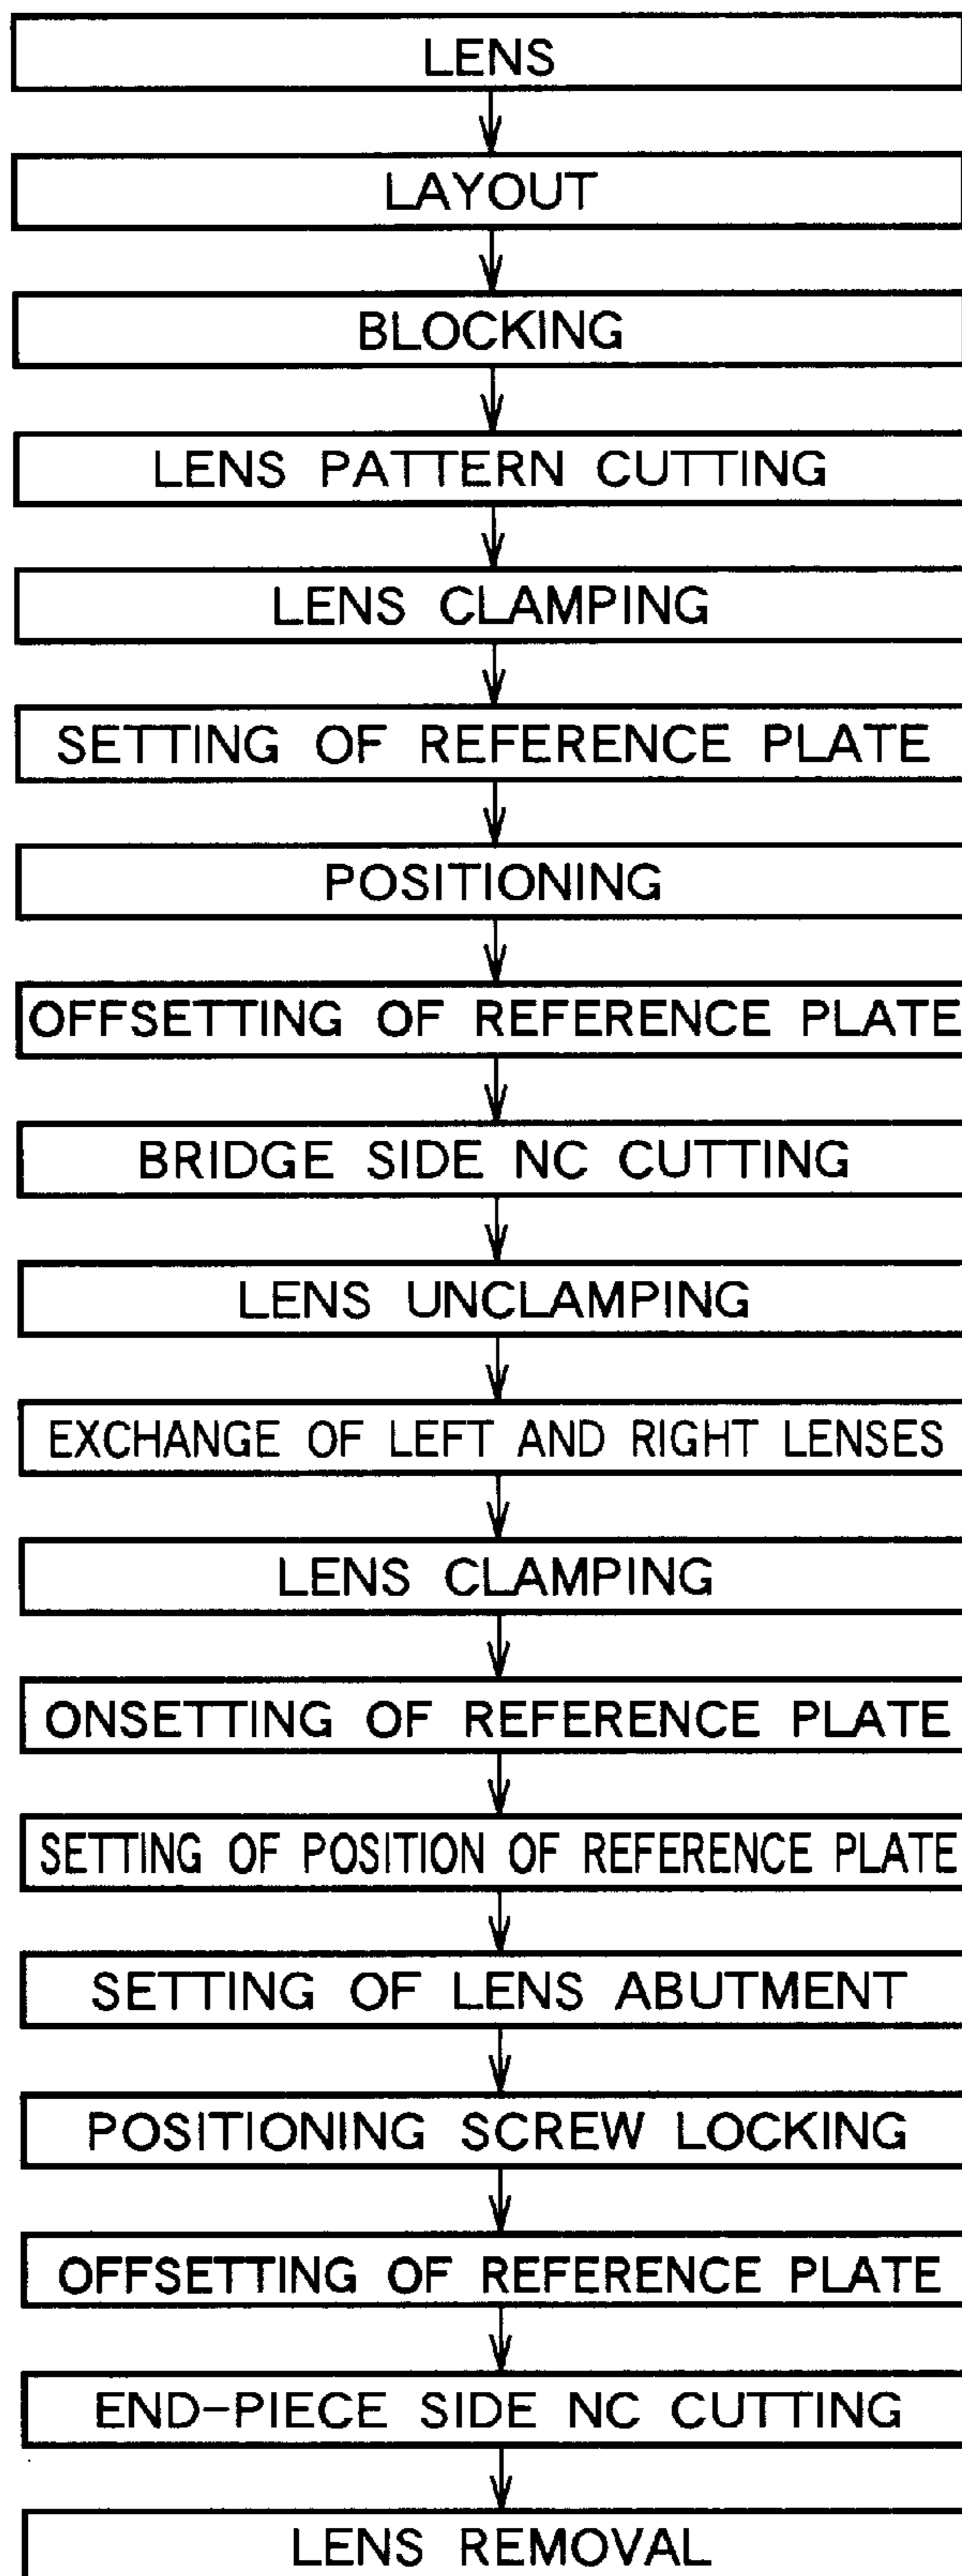 LENS
LAYOUT
BLOCKING
LENS PATTERN CUTTING
LENS CLAMPING
SETTING OF REFERENCE PLATE
POSITIONING
OFFSETTING OF REFERENCE PLATE
BRIDGE SIDE NC CUTTING
LENS UNCLAMPING
EXCHANGE OF LEFT AND RIGHT LENSES
LENS CLAMPING
ONSETTING OF REFERENCE PLATE
SETTING OF POSITION OF REFERENCE PLATE
SETTING OF LENS ABUTMENT
POSITIONING SCREW LOCKING
OFFSETTING OF REFERENCE PLATE
END-PIECE SIDE NC CUTTING
LENS REMOVAL